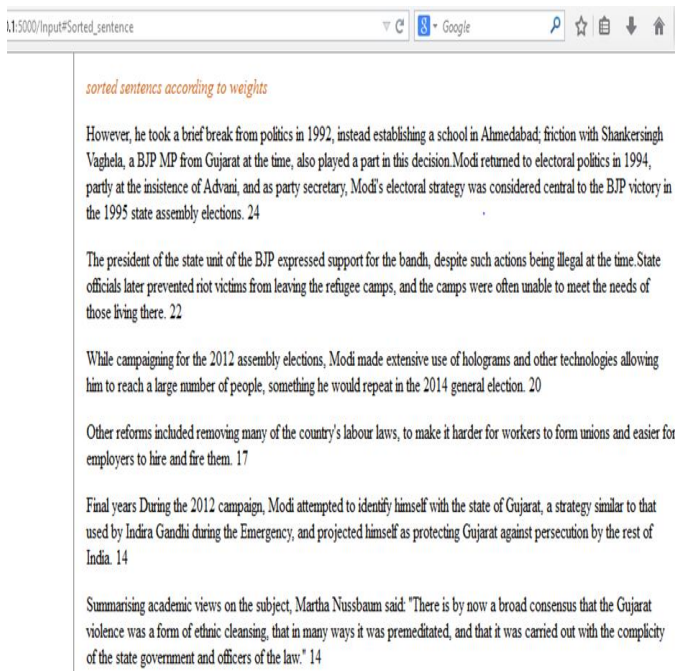 .1:5000/Input#Sorted_sentence
8 Google
sorted sentencs according to weights
However, he took a brief break from politics in 1992, instead establishing a school in Ahmedabad; friction with Shankersingh
Vaghela, a BJP MP from Gujarat at the time, also played a part in this decision.Modi returned to electoral politics in 1994,
partly at the insistence of Advani, and as party secretary, Modi's electoral strategy was considered central to the BJP victory in
the 1995 state assembly elections. 24
The president of the state unit of the BJP expressed support for the bandh, despite such actions being illegal at the time.State
officials later prevented riot victims from leaving the refugee camps, and the camps were often unable to meet the needs of
those living there. 22
While campaigning for the 2012 assembly elections, Modi made extensive use of holograms and other technologies allowing
him to reach a large number of people, something he would repeat in the 2014 general election. 20
Other reforms included removing many of the country's labour laws, to make it harder for workers to form unions and easier for
employers to hire and fire them. 17
Final years During the 2012 campaign, Modi attempted to identify himself with the state of Gujarat, a strategy similar to that
used by Indira Gandhi during the Emergency, and projected himself as protecting Gujarat against persecution by the rest of
India. 14
Summarising academic views on the subject, Martha Nussbaum said: "There is by now a broad consensus that the Gujarat
violence was a form of ethnic cleansing, that in many ways it was premeditated, and that it was carried out with the complicity
of the state government and officers of the law." 14